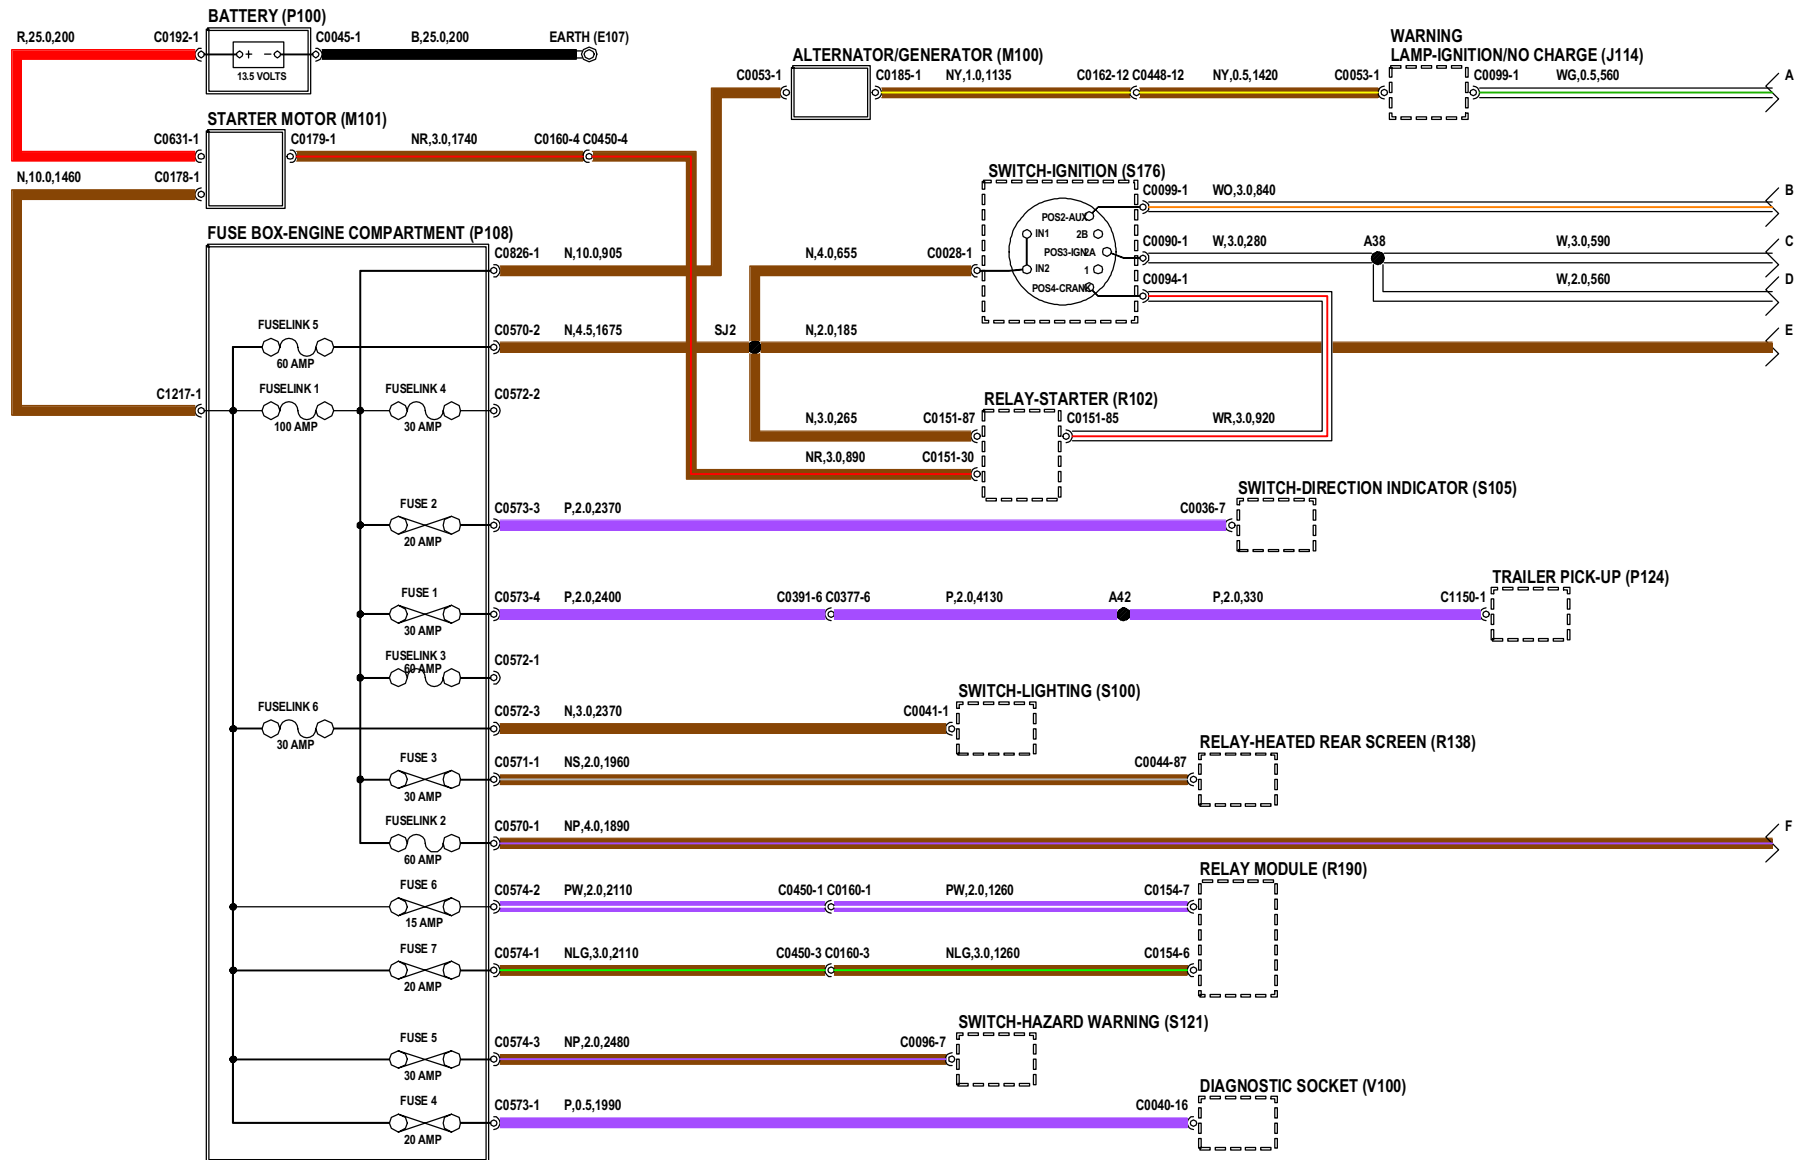 BATTERY (P100)
R,25.0,200 C0192-1 C0045-1 B,25.0,200 EARTH (E107)
+ -
13.5 VOLTS
STARTER MOTOR (M101)
C0631-1 C0179-1 NR,3.0,1740 C0160-4 C0450-4
N,10.0,1460 C0178-1
ALTERNATOR/GENERATOR (M100)
C0053-1 C0185-1 NY,1.0,1135 C0162-12 C0448-12 NY,0.5,1420 C0053-1
WARNING
LAMP-IGNITION/NO CHARGE (J114)
C0099-1 WG,0.5,560 A
SWITCH-IGNITION (S176)
C0099-1 WO,3.0,840 B
POS2-AUX
IN1 2B
POS3-IGN 2A
IN2 1
POS4-CRANK
C0090-1 W,3.0,280 A38 W,3.0,590 C
C0094-1 W,2.0,560 D
FUSE BOX-ENGINE COMPARTMENT (P108)
C0826-1 N,10.0,905 N,4.0,655 C0028-1
FUSELINK 5
60 AMP
C0570-2 N,4.5,1675 SJ2 N,2.0,185 E
C1217-1
FUSELINK 1
100 AMP
FUSELINK 4
30 AMP
C0572-2
RELAY-STARTER (R102)
N,3.0,265 C0151-87 C0151-85 WR,3.0,920
NR,3.0,890 C0151-30
FUSE 2
20 AMP
C0573-3 P,2.0,2370 C0036-7
SWITCH-DIRECTION INDICATOR (S105)
FUSE 1
30 AMP
C0573-4 P,2.0,2400 C0391-6 C0377-6 P,2.0,4130 A42 P,2.0,330 C1150-1
TRAILER PICK-UP (P124)
FUSELINK 3
60 AMP
C0572-1
FUSELINK 6
30 AMP
C0572-3 N,3.0,2370 C0041-1
SWITCH-LIGHTING (S100)
FUSE 3
30 AMP
C0571-1 NS,2.0,1960 C0044-87
RELAY-HEATED REAR SCREEN (R138)
FUSELINK 2
60 AMP
C0570-1 NP,4.0,1890 F
RELAY MODULE (R190)
FUSE 6
15 AMP
C0574-2 PW,2.0,2110 C0450-1 C0160-1 PW,2.0,1260 C0154-7
FUSE 7
20 AMP
C0574-1 NLG,3.0,2110 C0450-3 C0160-3 NLG,3.0,1260 C0154-6
FUSE 5
30 AMP
C0574-3 NP,2.0,2480 C0096-7
SWITCH-HAZARD WARNING (S121)
FUSE 4
20 AMP
C0573-1 P,0.5,1990 C0040-16
DIAGNOSTIC SOCKET (V100)